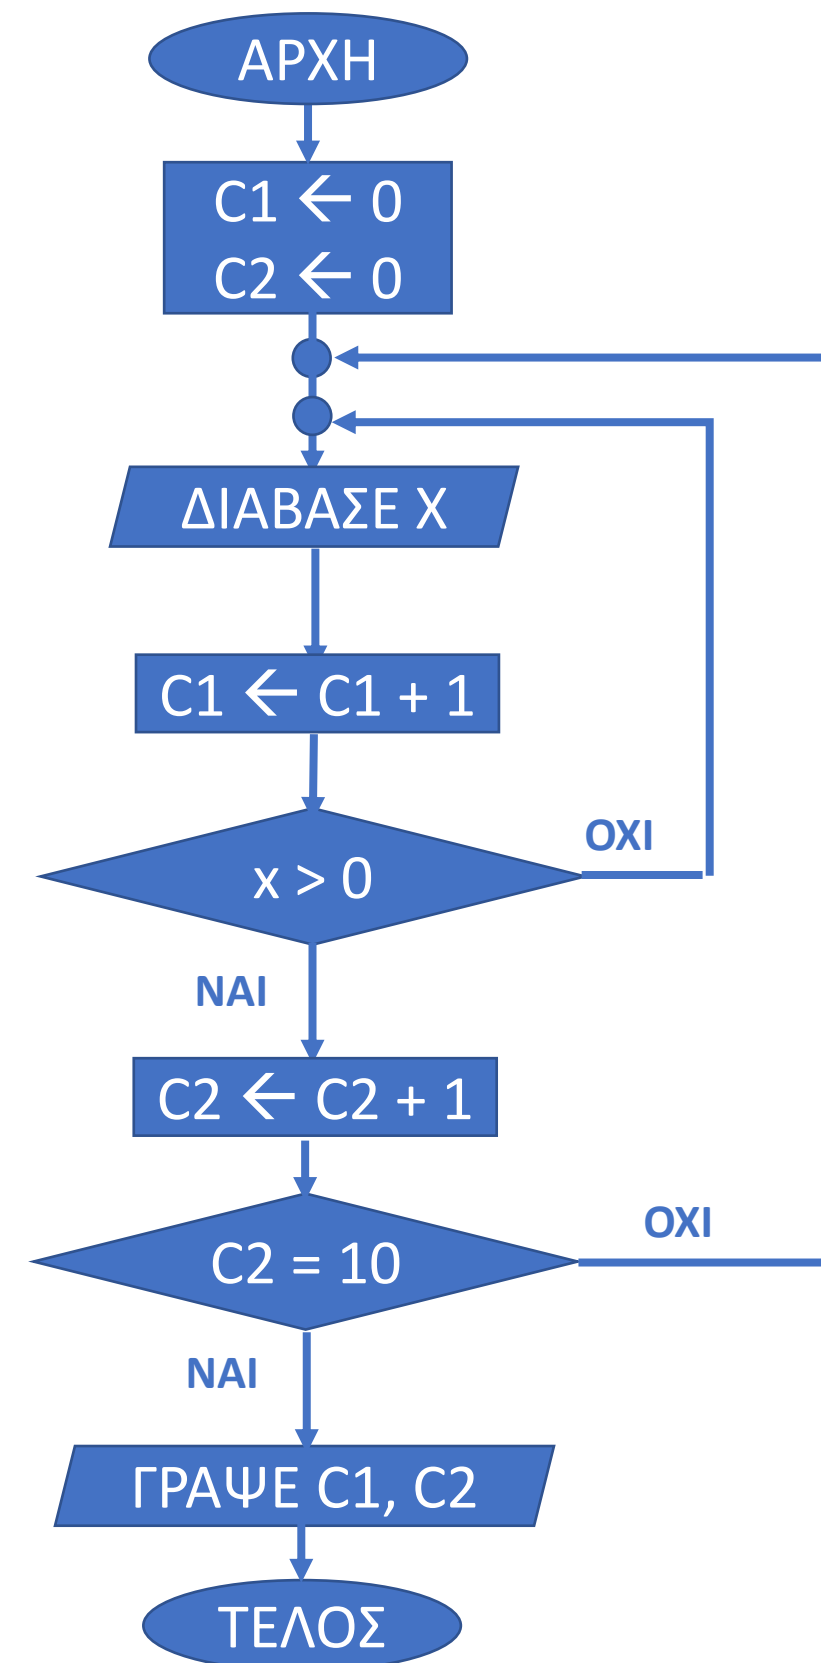 ΑΡΧΗ
C1 ← 0
C2 ← 0
ΔΙΑΒΑΣΕ Χ
C1 ← C1 + 1
x > 0
ΟΧΙ
ΝΑΙ
C2 ← C2 + 1
C2 = 10
ΟΧΙ
ΝΑΙ
ΓΡΑΨΕ C1, C2
ΤΕΛΟΣ